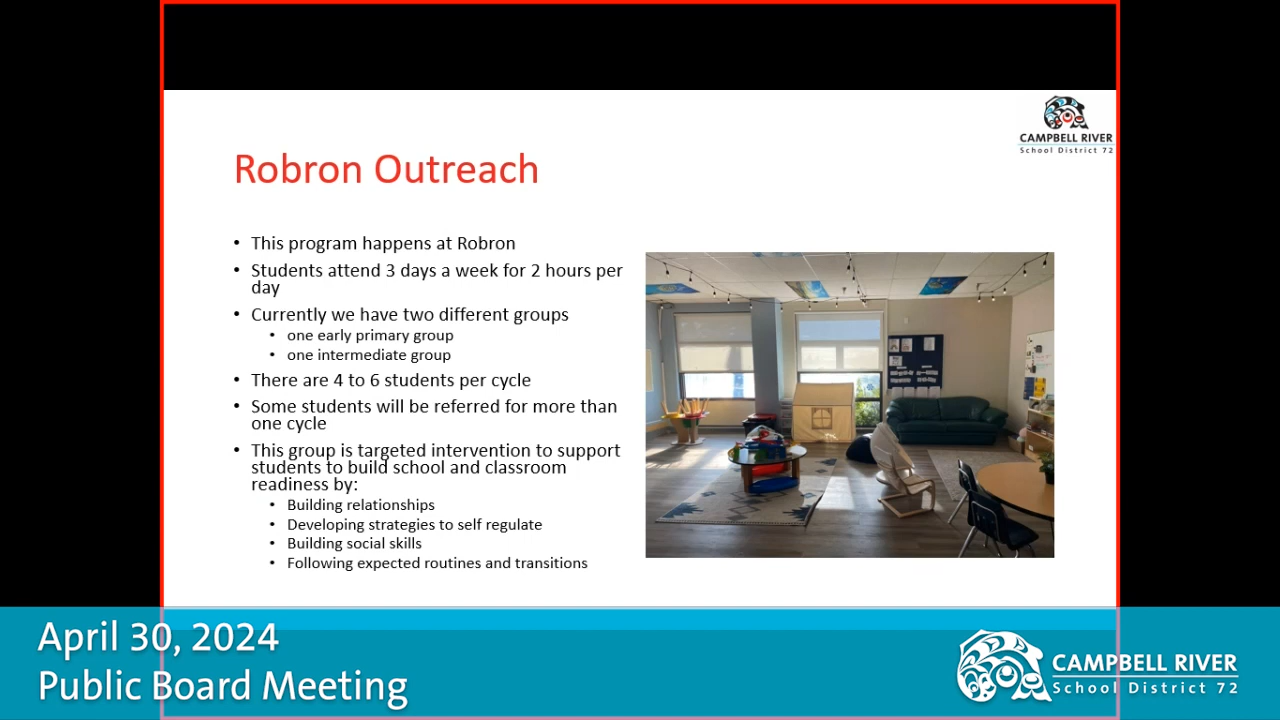 CAMPBELL RIVER
School District 72
Robron Outreach
• This program happens at Robron
• Students attend 3 days a week for 2 hours per
day
• Currently we have two different groups
• one early primary group
• one intermediate group
• There are 4 to 6 students per cycle
• Some students will be referred for more than
one cycle
• This group is targeted intervention to support
students to build school and classroom
readiness by:
• Building relationships
• Developing strategies to self regulate
• Building social skills
• Following expected routines and transitions
April 30, 2024
Public Board Meeting
CAMPBELL RIVER
School District 72